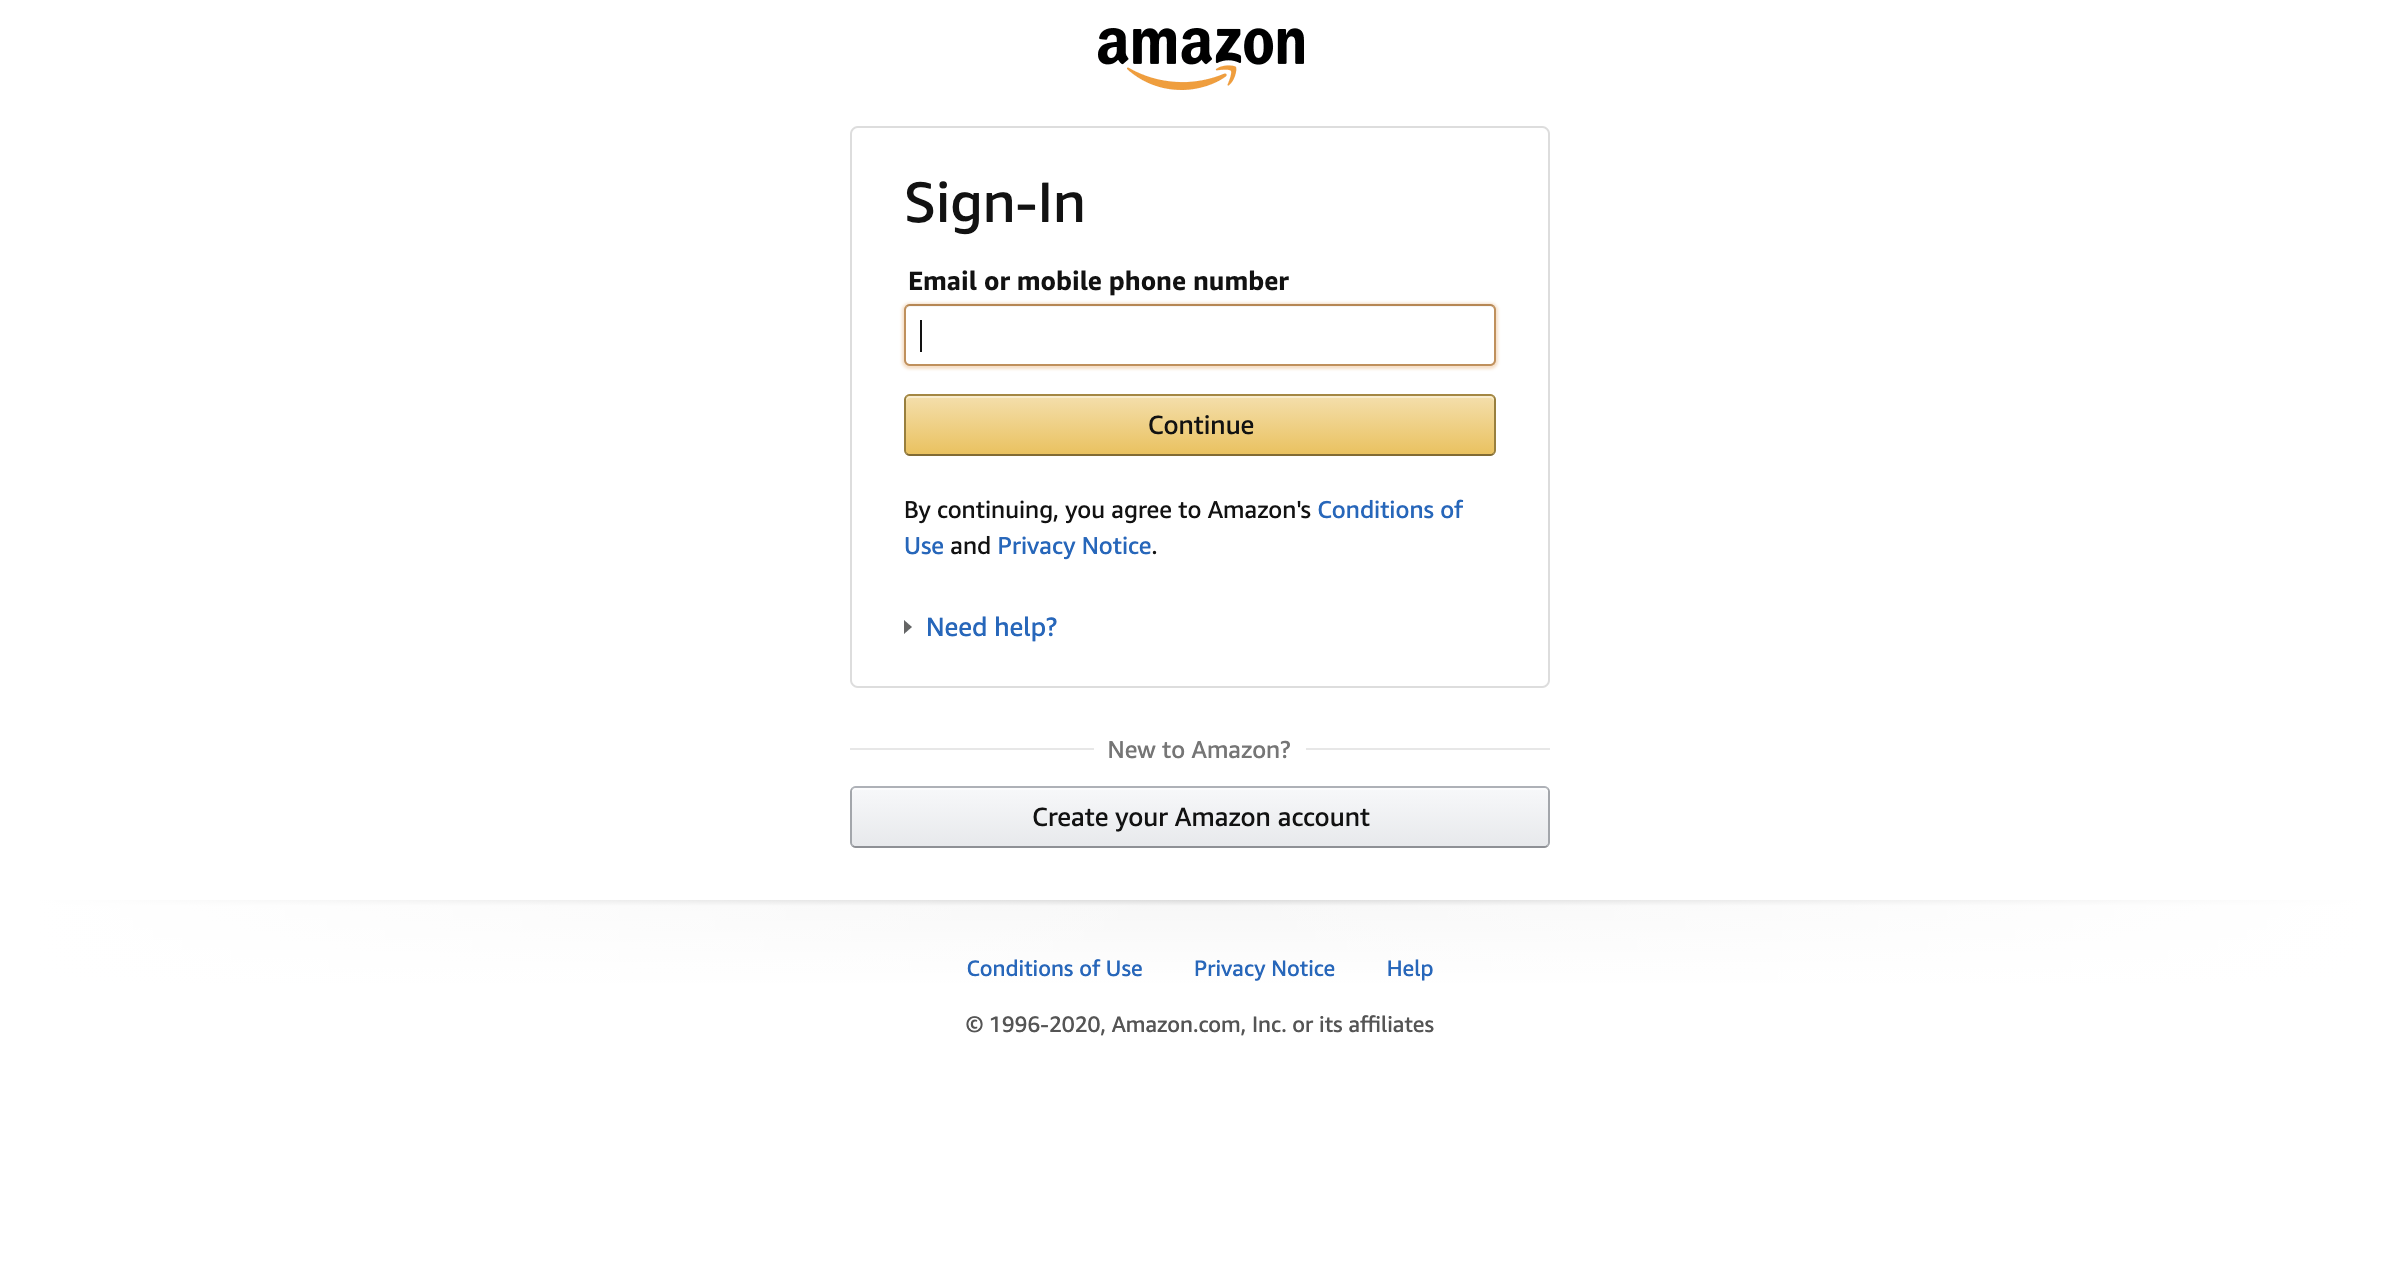 amazon
Sign-In
Email or mobile phone number
Continue
By continuing, you agree to Amazon's Conditions of
Use and Privacy Notice.
Need help?
New to Amazon?
Create your Amazon account
Conditions of Use Privacy Notice Help
© 1996-2020, Amazon.com, Inc. or its affiliates